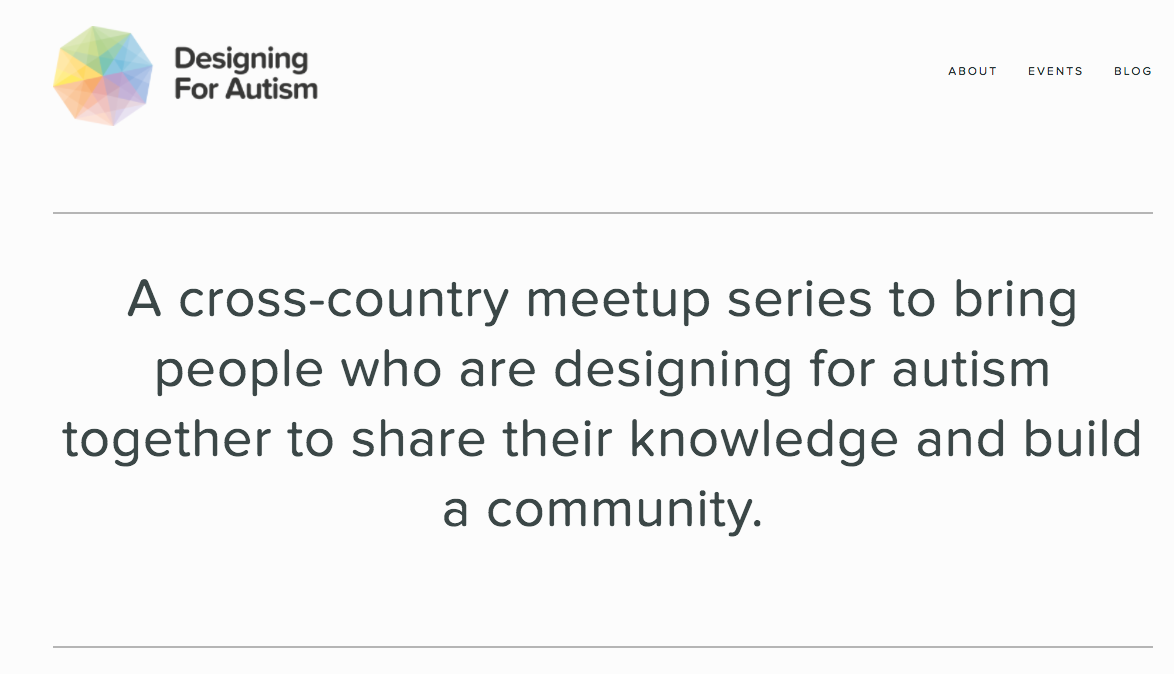 Designing
For Autism
ABOUT EVENTS BLOG
A cross-country meetup series to bring
people who are designing for autism
together to share their knowledge and build
a community.